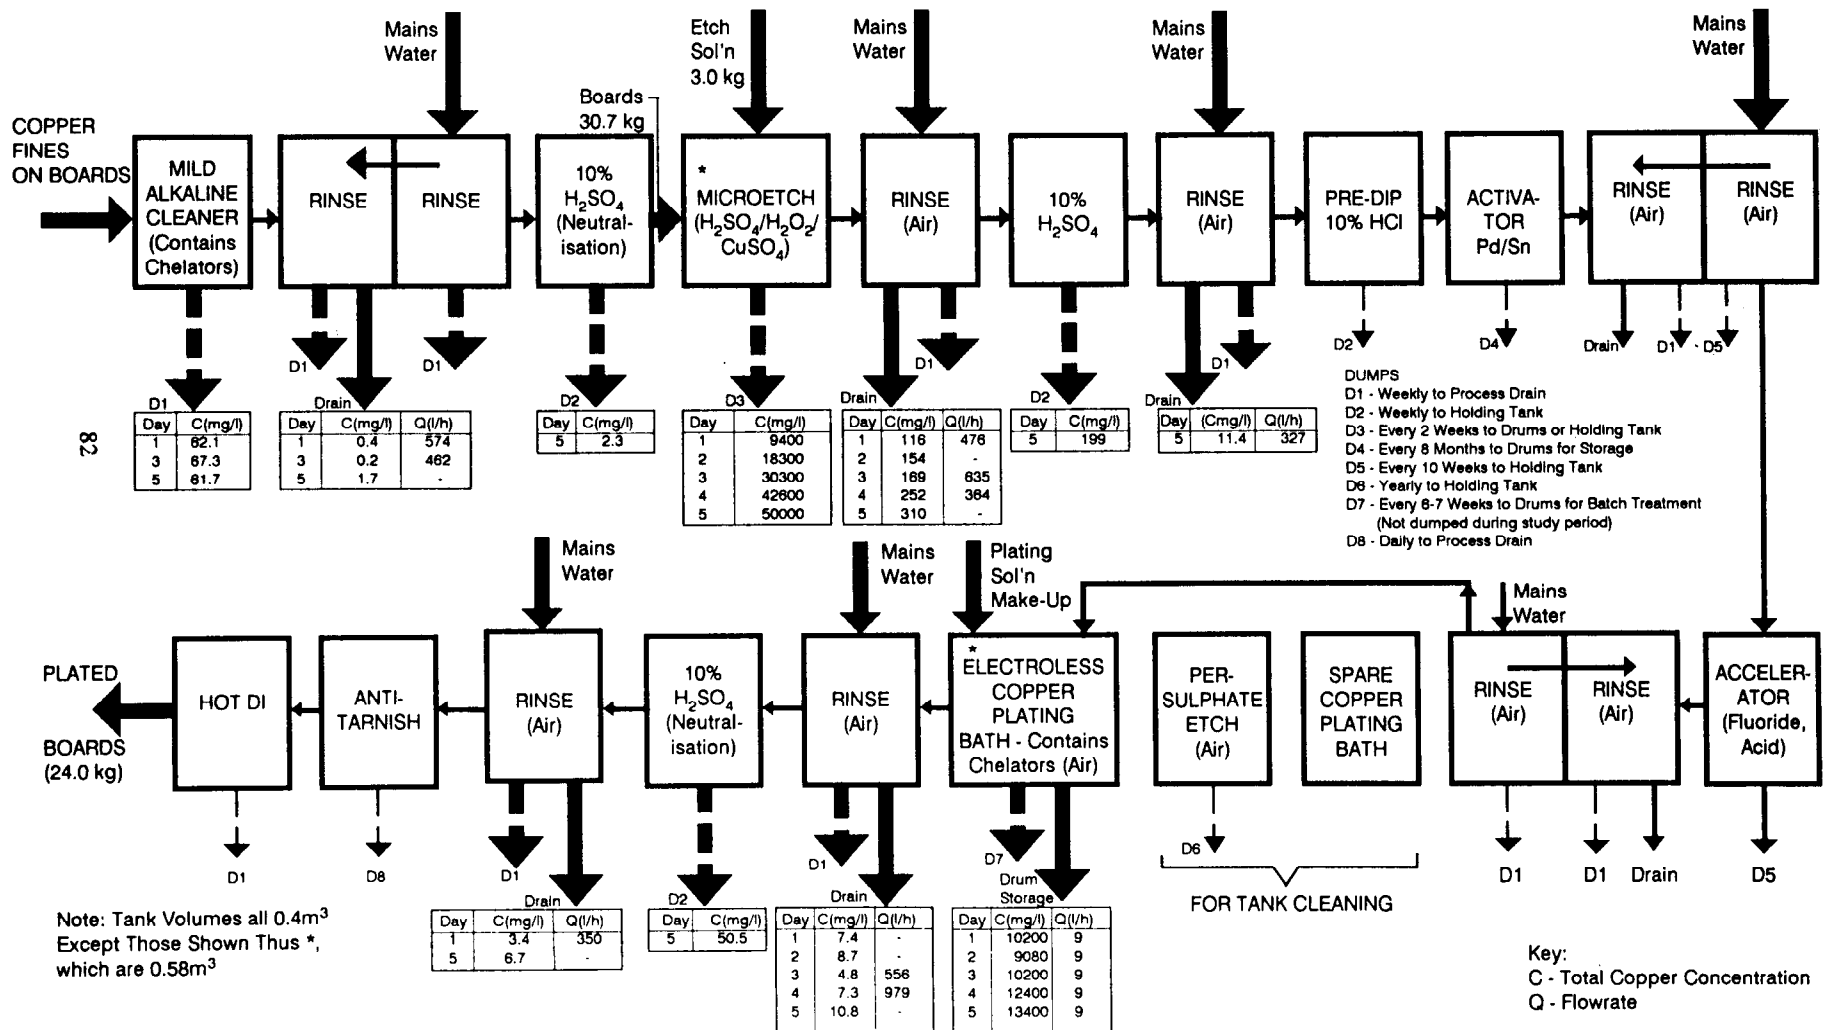 Mains
Water
Etch
Sol'n
3.0 kg
Mains
Water
Mains
Water
Mains
Water
Boards
30.7 kg
COPPER
FINES
ON BOARDS
MILD
ALKALINE
CLEANER
(Contains
Chelators)
RINSE
RINSE
10%
H₂SO₄
(Neutral-
isation)
*
MICROETCH
(H₂SO₄/H₂O₂/
CuSO₄)
RINSE
(Air)
10%
H₂SO₄
RINSE
(Air)
PRE-DIP
10% HCl
ACTIVA-
TOR
Pd/Sn
RINSE
(Air)
RINSE
(Air)
D1
Day C(mg/l)
1 62.1
3 67.3
5 61.7
D1
D1
Drain
Day C(mg/l) Q(l/h)
1 0.4 574
3 0.2 462
5 1.7 -
D2
Day C(mg/l)
5 2.3
D3
Day C(mg/l)
1 9400
2 18300
3 30300
4 42600
5 50000
Drain
D1
Day C(mg/l) Q(l/h)
1 116 476
2 154 -
3 169 635
4 252 364
5 310 -
D2
Day C(mg/l)
5 199
Drain
D1
Day (Cmg/l) Q(l/h)
5 11.4 327
D2
D4
Drain
D1
D5
DUMPS
D1 - Weekly to Process Drain
D2 - Weekly to Holding Tank
D3 - Every 2 Weeks to Drums or Holding Tank
D4 - Every 8 Months to Drums for Storage
D5 - Every 10 Weeks to Holding Tank
D6 - Yearly to Holding Tank
D7 - Every 6-7 Weeks to Drums for Batch Treatment
(Not dumped during study period)
D8 - Daily to Process Drain
82
Mains
Water
Mains
Water
Plating
Sol'n
Make-Up
Mains
Water
PLATED
BOARDS
(24.0 kg)
HOT DI
ANTI-
TARNISH
RINSE
(Air)
10%
H₂SO₄
(Neutral-
isation)
RINSE
(Air)
*
ELECTROLESS
COPPER
PLATING
BATH - Contains
Chelators (Air)
PER-
SULPHATE
ETCH
(Air)
SPARE
COPPER
PLATING
BATH
RINSE
(Air)
RINSE
(Air)
ACCELER-
ATOR
(Fluoride,
Acid)
D1
D8
D1
Drain
Day C(mg/l) Q(l/h)
1 3.4 350
5 6.7 -
D2
Day C(mg/l)
5 50.5
D1
Drain
Day C(mg/l) Q(l/h)
1 7.4 -
2 8.7 -
3 4.8 556
4 7.3 979
5 10.8 -
D7
Drum
Storage
Day C(mg/l) Q(l/h)
1 10200 9
2 9080 9
3 10200 9
4 12400 9
5 13400 9
D6
FOR TANK CLEANING
D1
D1
Drain
D5
Note: Tank Volumes all 0.4m³
Except Those Shown Thus *,
which are 0.58m³
Key:
C - Total Copper Concentration
Q - Flowrate